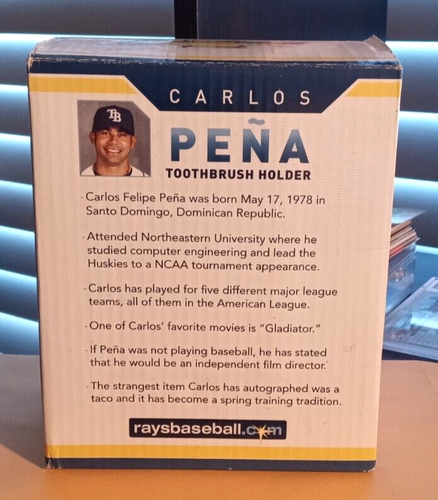 CARLOS
PEÑA
TOOTHBRUSH HOLDER
TB
· Carlos Felipe Peña was born May 17, 1978 in
Santo Domingo, Dominican Republic.
· Attended Northeastern University where he
studied computer engineering and lead the
Huskies to a NCAA tournament appearance.
· Carlos has played for five different major league
teams, all of them in the American League.
· One of Carlos' favorite movies is "Gladiator."
· If Peña was not playing baseball, he has stated
that he would be an independent film director.
· The strangest item Carlos has autographed was a
taco and it has become a spring training tradition.
raysbaseball.com